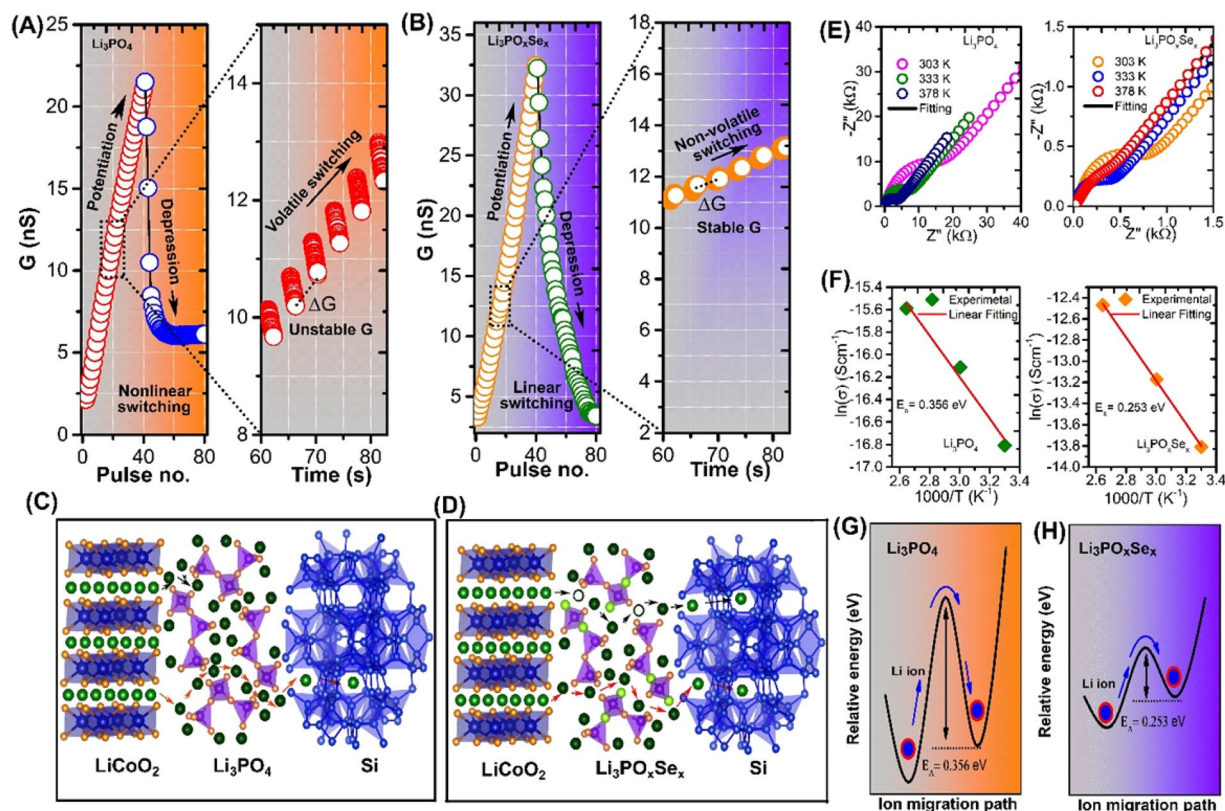 (A)
Li₃PO₄
25
20
15
10
5
0
G (nS)
Potentiation
Depression
Nonlinear
switching
0 40 80
Pulse no.
14
12
10
8
Volatile switching
ΔG
Unstable G
60 65 70 75 80
Time (s)
(B)
Li₃POₓSeₓ
35
30
25
20
15
10
5
0
G (nS)
Potentiation
Depression
Linear
switching
0 40 80
Pulse no.
18
16
14
12
10
8
6
4
2
Non-volatile
switching
ΔG
Stable G
60 65 70 75 80
Time (s)
(E)
Li₃PO₄
40
30
20
10
0
-Z" (kΩ)
303 K
333 K
378 K
Fitting
0 10 20 30 40
Z" (kΩ)
Li₃POₓSeₓ
1.5
1.0
0.5
0.0
-Z" (kΩ)
303 K
333 K
378 K
Fitting
0.0 0.5 1.0 1.5
Z" (kΩ)
(F)
-15.4
-15.6
-15.8
-16.0
-16.2
-16.4
-16.6
-16.8
-17.0
ln(σ) (Scm⁻¹)
Experimetal
Linear Fitting
Eₐ = 0.356 eV
Li₃PO₄
2.6 2.8 3.0 3.2 3.4
1000/T (K⁻¹)
-12.4
-12.6
-12.8
-13.0
-13.2
-13.4
-13.6
-13.8
-14.0
ln(σ) (Scm⁻¹)
Experimental
Linear Fitting
Eₐ = 0.253 eV
Li₃POₓSeₓ
2.6 2.8 3.0 3.2 3.4
1000/T (K⁻¹)
(C)
LiCoO₂ Li₃PO₄ Si
(D)
LiCoO₂ Li₃POₓSeₓ Si
(G)
Li₃PO₄
Relative energy (eV)
Li ion
E_A = 0.356 eV
Ion migration path
(H)
Li₃POₓSeₓ
Relative energy (eV)
Li ion
E_A = 0.253 eV
Ion migration path